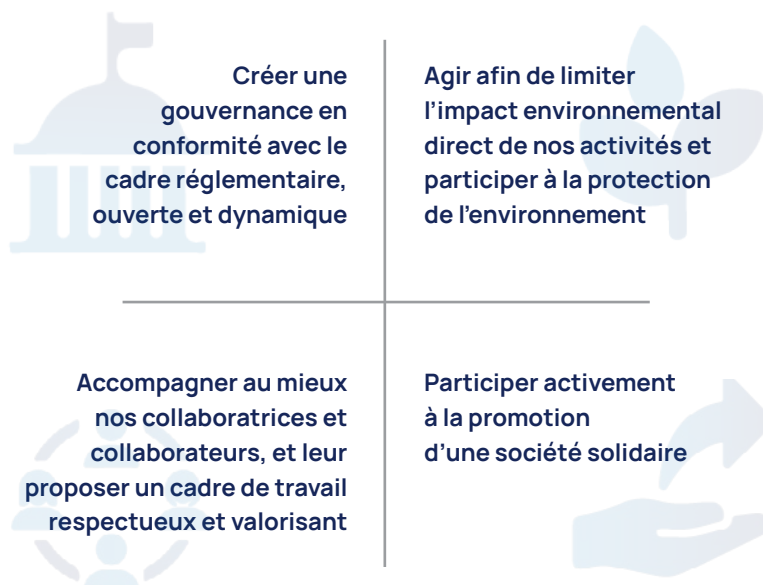 Créer une
gouvernance en
conformité avec le
cadre réglementaire,
ouverte et dynamique
Agir afin de limiter
l’impact environnemental
direct de nos activités et
participer à la protection
de l’environnement
Accompagner au mieux
nos collaboratrices et
collaborateurs, et leur
proposer un cadre de travail
respectueux et valorisant
Participer activement
à la promotion
d’une société solidaire